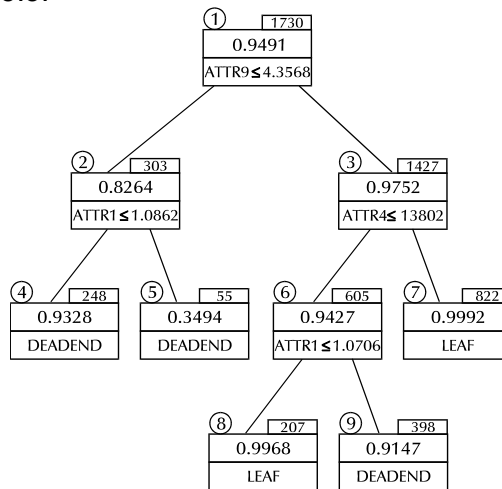 1 1730
0.9491
ATTR9≤4.3568
2 303
0.8264
ATTR1≤1.0862
3 1427
0.9752
ATTR4≤ 13802
4 248
0.9328
DEADEND
5 55
0.3494
DEADEND
6 605
0.9427
ATTR1≤1.0706
7 822
0.9992
LEAF
8 207
0.9968
LEAF
9 398
0.9147
DEADEND